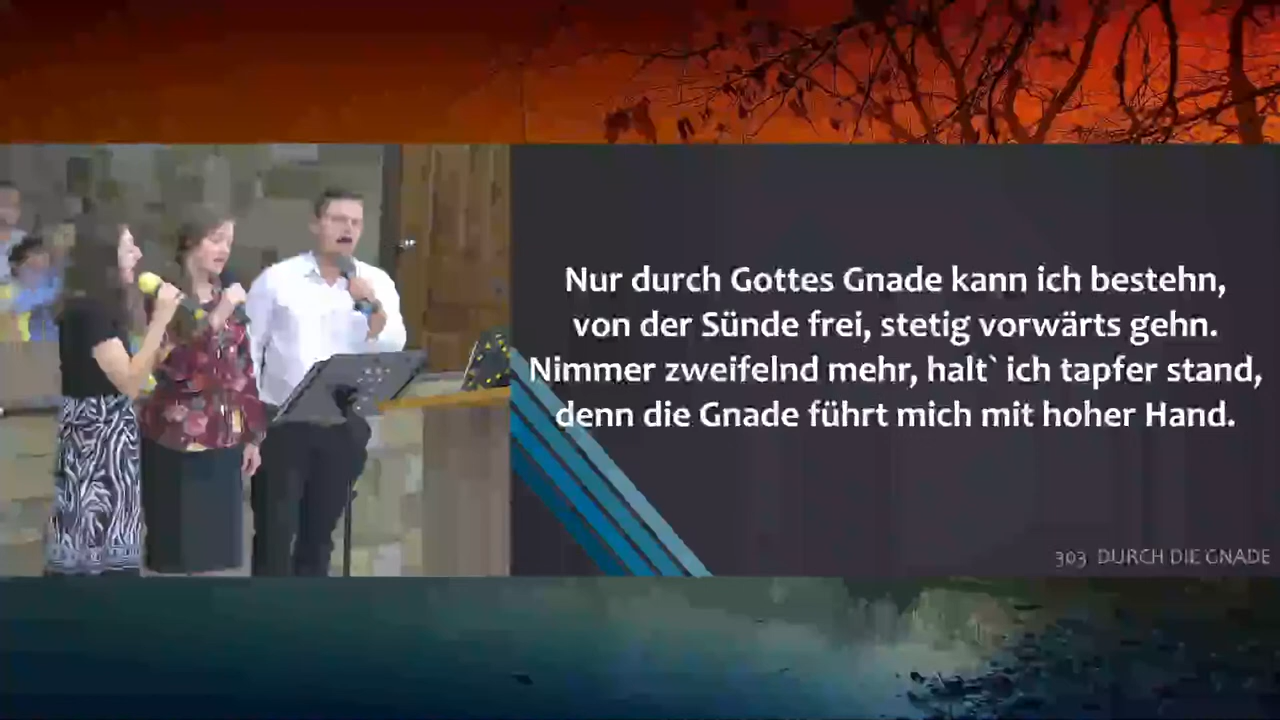 Nur durch Gottes Gnade kann ich bestehn,
von der Sünde frei, stetig vorwärts gehn.
Nimmer zweifelnd mehr, halt` ich tapfer stand,
denn die Gnade führt mich mit hoher Hand.
303 DURCH DIE GNADE